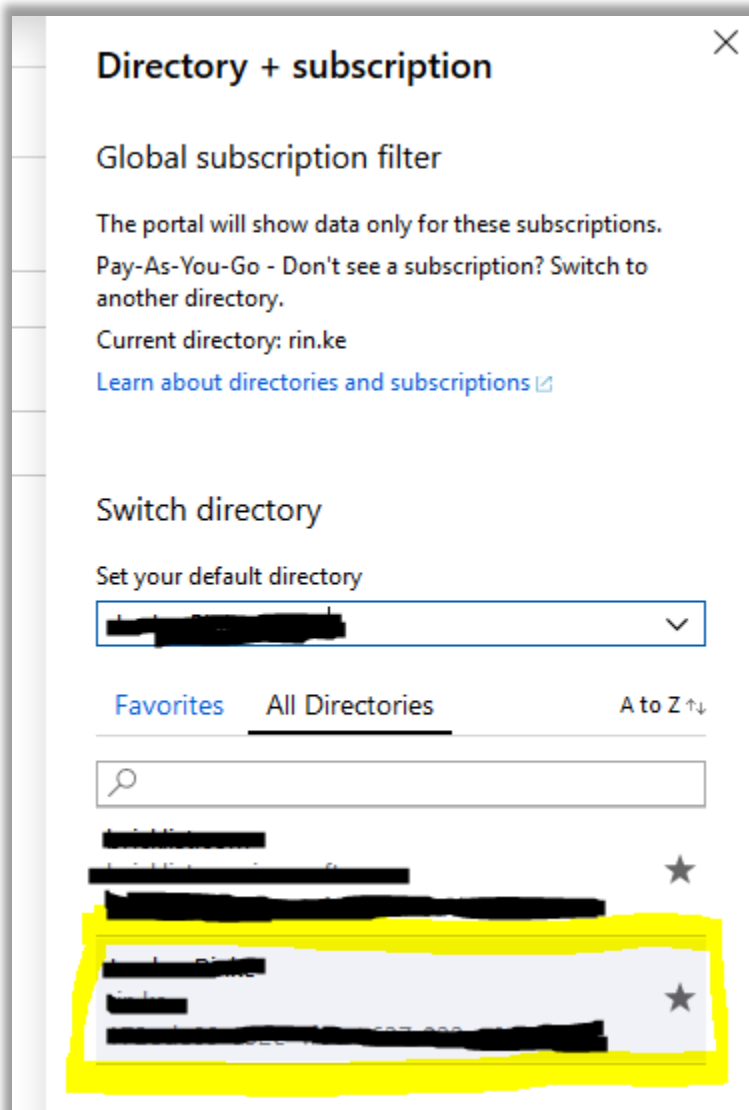 Directory + subscription
Global subscription filter
The portal will show data only for these subscriptions.
Pay-As-You-Go - Don't see a subscription? Switch to
another directory.
Current directory: rin.ke
Learn about directories and subscriptions
Switch directory
Set your default directory
Favorites All Directories A to Z